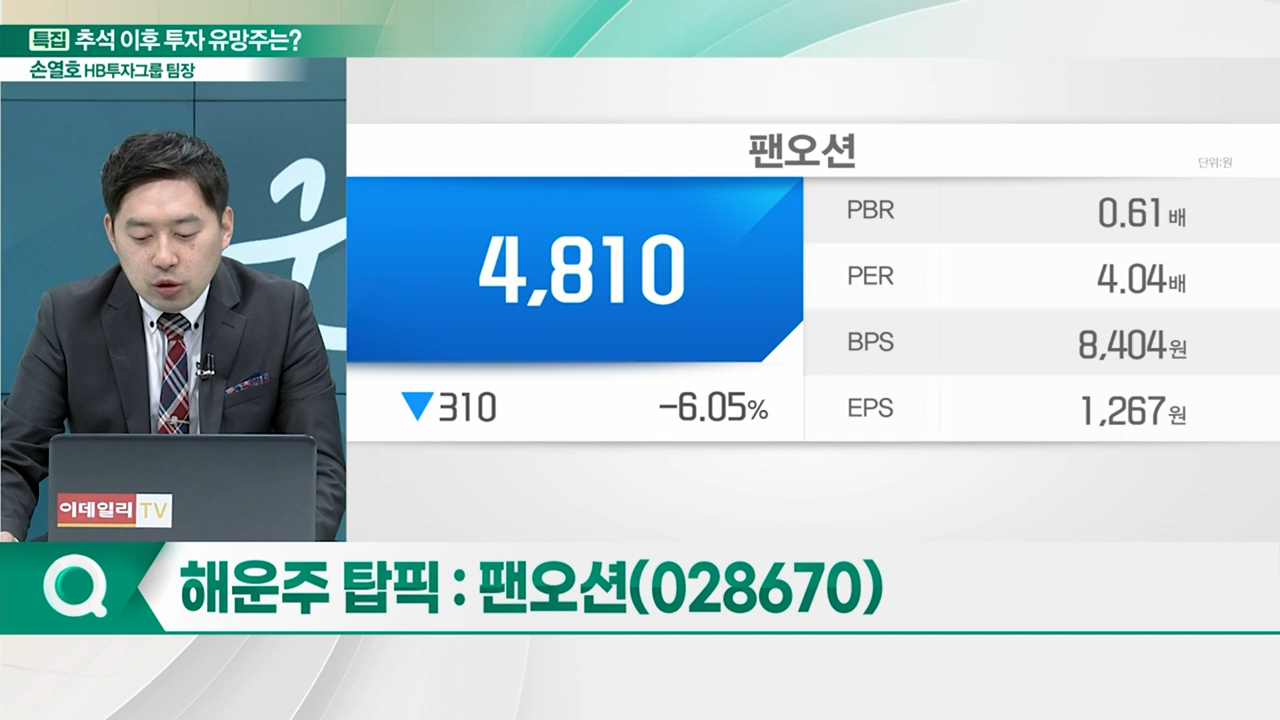 특집 추석 이후 투자 유망주는?
손열호 HB투자그룹 팀장
팬오션
단위:원
4,810
▼310 -6.05%
PBR 0.61배
PER 4.04배
BPS 8,404원
EPS 1,267원
이데일리TV
해운주 탑픽 : 팬오션(028670)